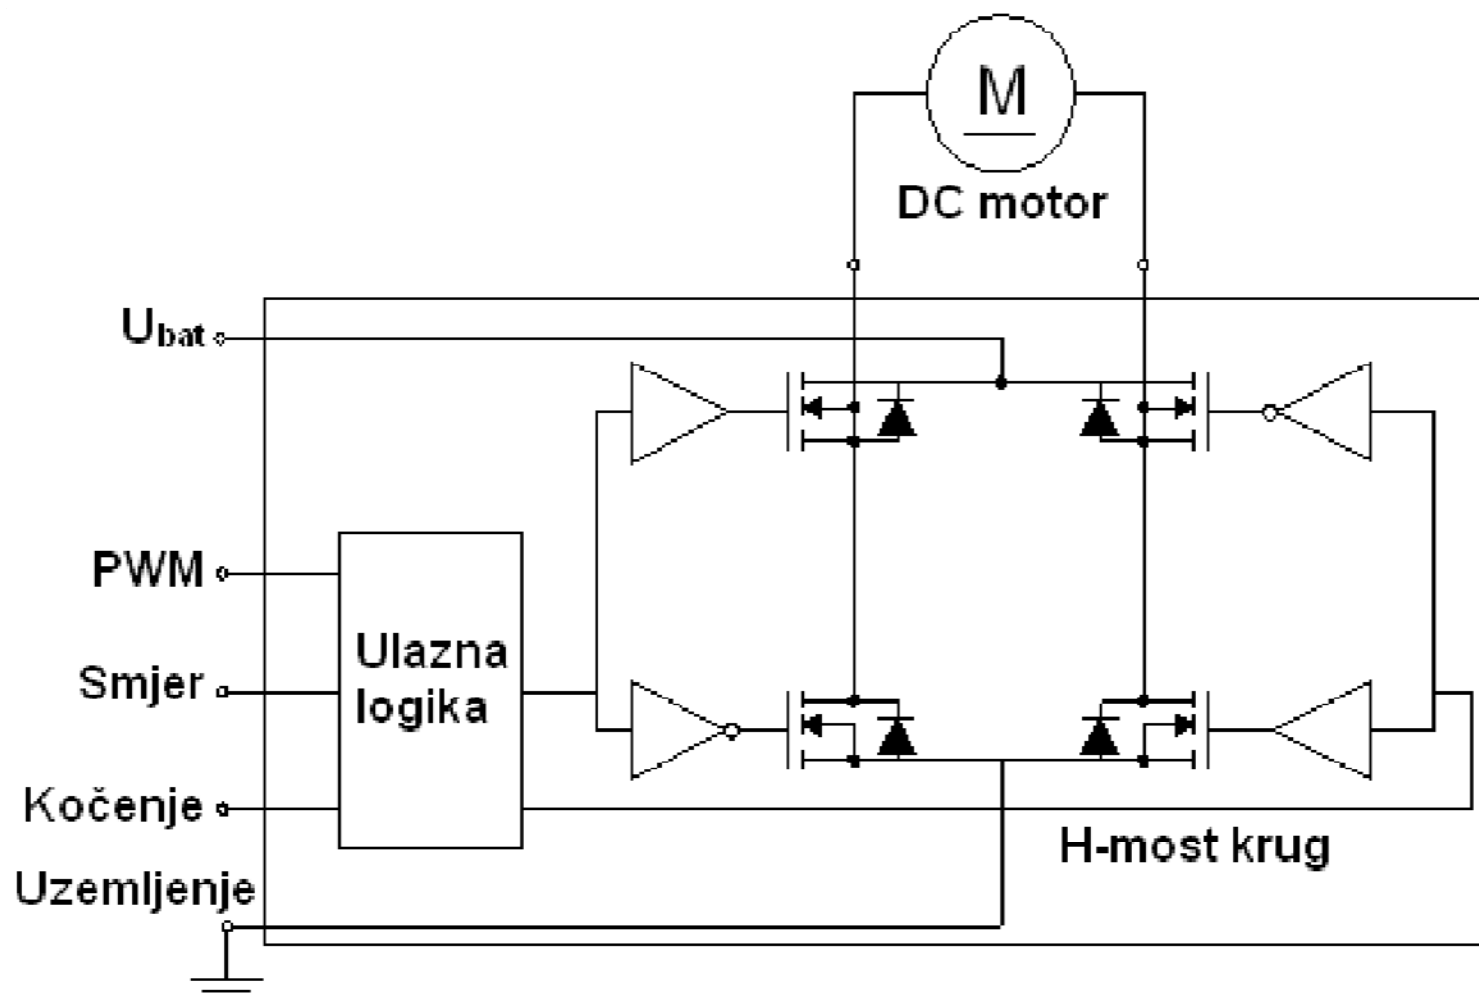 M
DC motor
Ubat
PWM
Ulazna
logika
Smjer
Kočenje
H-most krug
Uzemljenje